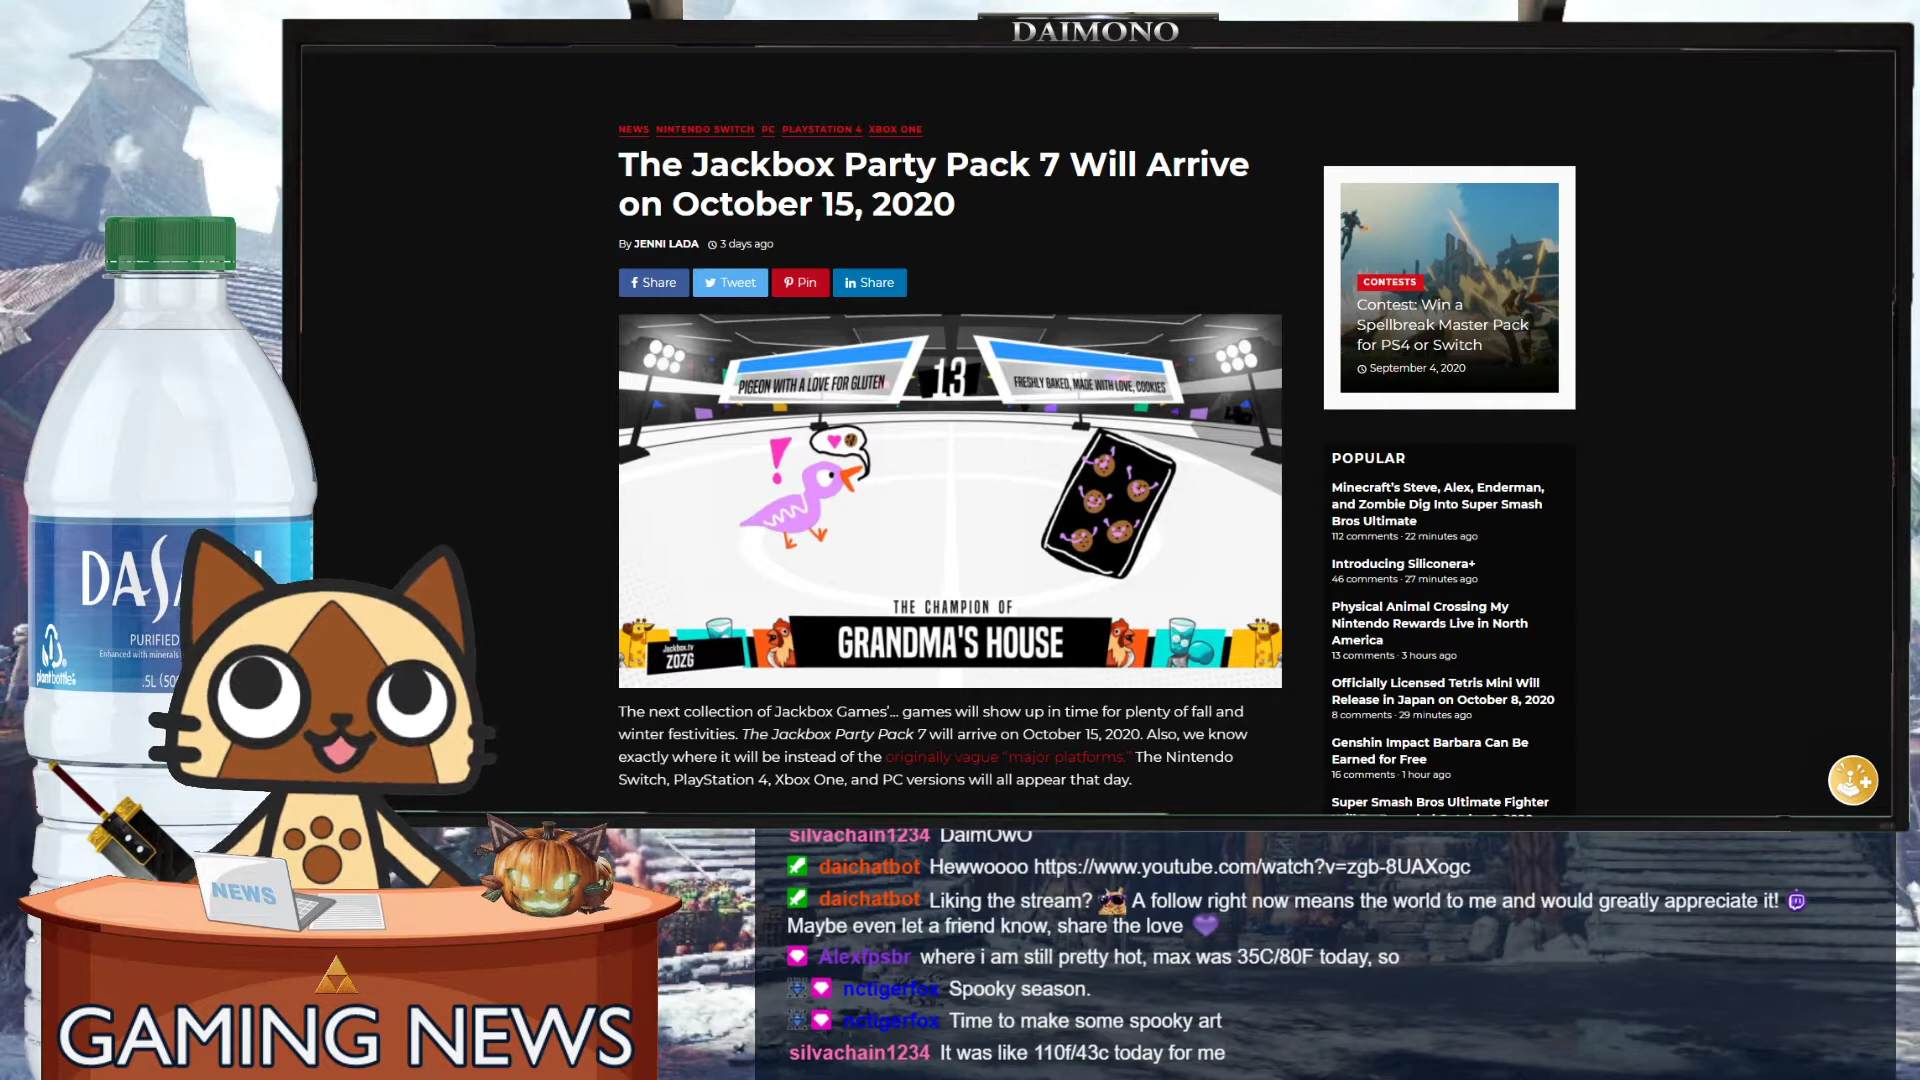 DAIMONO
NEWS NINTENDO SWITCH PC PLAYSTATION 4 XBOX ONE
The Jackbox Party Pack 7 Will Arrive
on October 15, 2020
By JENNI LADA 3 days ago
Share Tweet Pin in Share
PIGEON WITH A LOVE FOR GLUTEN
13
FRESHLY BAKED, MADE WITH LOVE, COOKIES
THE CHAMPION OF
GRANDMA'S HOUSE
Jackbox.tv
ZOZG
The next collection of Jackbox Games'... games will show up in time for plenty of fall and
winter festivities. The Jackbox Party Pack 7 will arrive on October 15, 2020. Also, we know
exactly where it will be instead of the originally vague "major platforms." The Nintendo
Switch, PlayStation 4, Xbox One, and PC versions will all appear that day.
CONTESTS
Contest: Win a
Spellbreak Master Pack
for PS4 or Switch
September 4, 2020
POPULAR
Minecraft's Steve, Alex, Enderman,
and Zombie Dig Into Super Smash
Bros Ultimate
112 comments · 22 minutes ago
Introducing Siliconera+
46 comments · 27 minutes ago
Physical Animal Crossing My
Nintendo Rewards Live in North
America
13 comments · 3 hours ago
Officially Licensed Tetris Mini Will
Release in Japan on October 8, 2020
8 comments · 29 minutes ago
Genshin Impact Barbara Can Be
Earned for Free
16 comments · 1 hour ago
Super Smash Bros Ultimate Fighter
DASA
PURIFIED
Enhanced with minerals
plantbottle
.5L (50
NEWS
GAMING NEWS
silvachain1234 DaimOwO
daichatbot Hewwoooo https://www.youtube.com/watch?v=zgb-8UAXogc
daichatbot Liking the stream? A follow right now means the world to me and would greatly appreciate it!
Maybe even let a friend know, share the love
Alexfpsbr where i am still pretty hot, max was 35C/80F today, so
nctigerfox Spooky season.
nctigerfox Time to make some spooky art
silvachain1234 It was like 110f/43c today for me